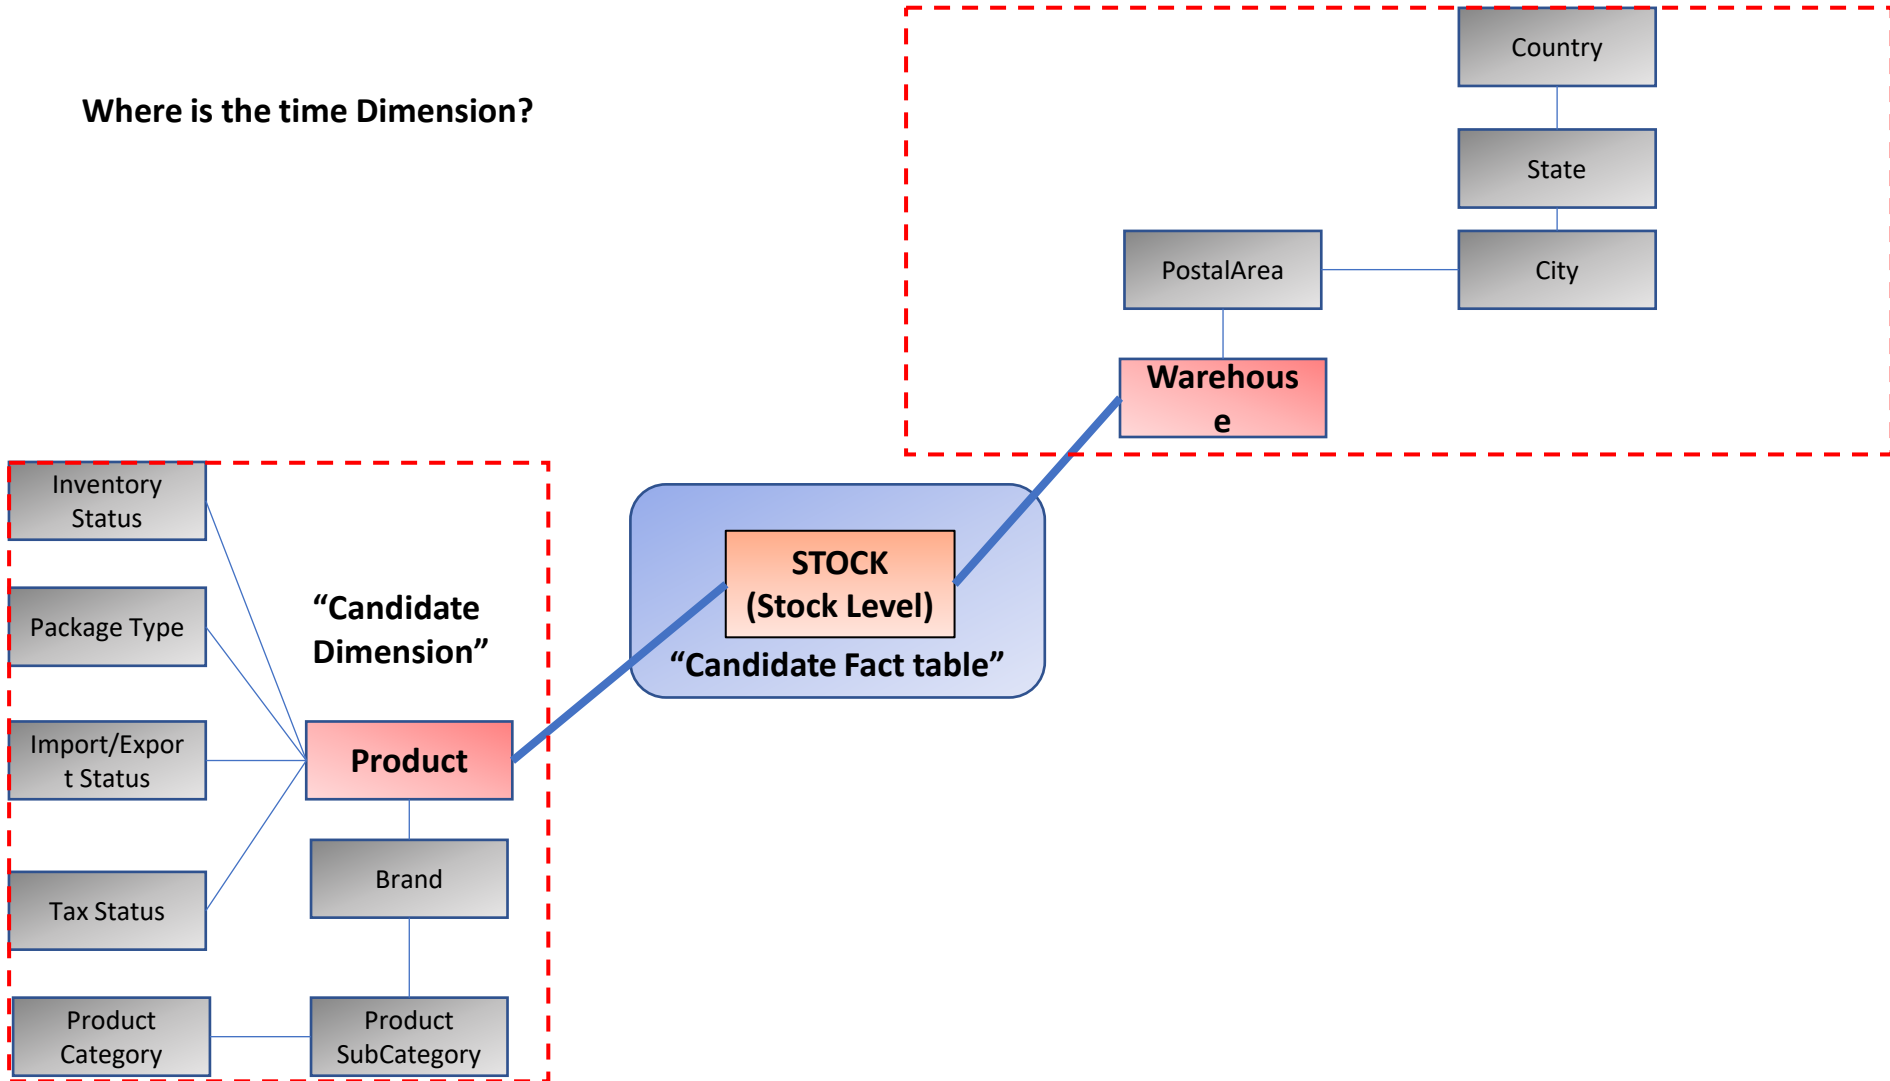 Where is the time Dimension?
Country
State
PostalArea
City
Warehous
e
Inventory
Status
STOCK
(Stock Level)
"Candidate Fact table"
"Candidate
Dimension"
Package Type
Import/Expor
t Status
Product
Tax Status
Brand
Product
Category
Product
SubCategory